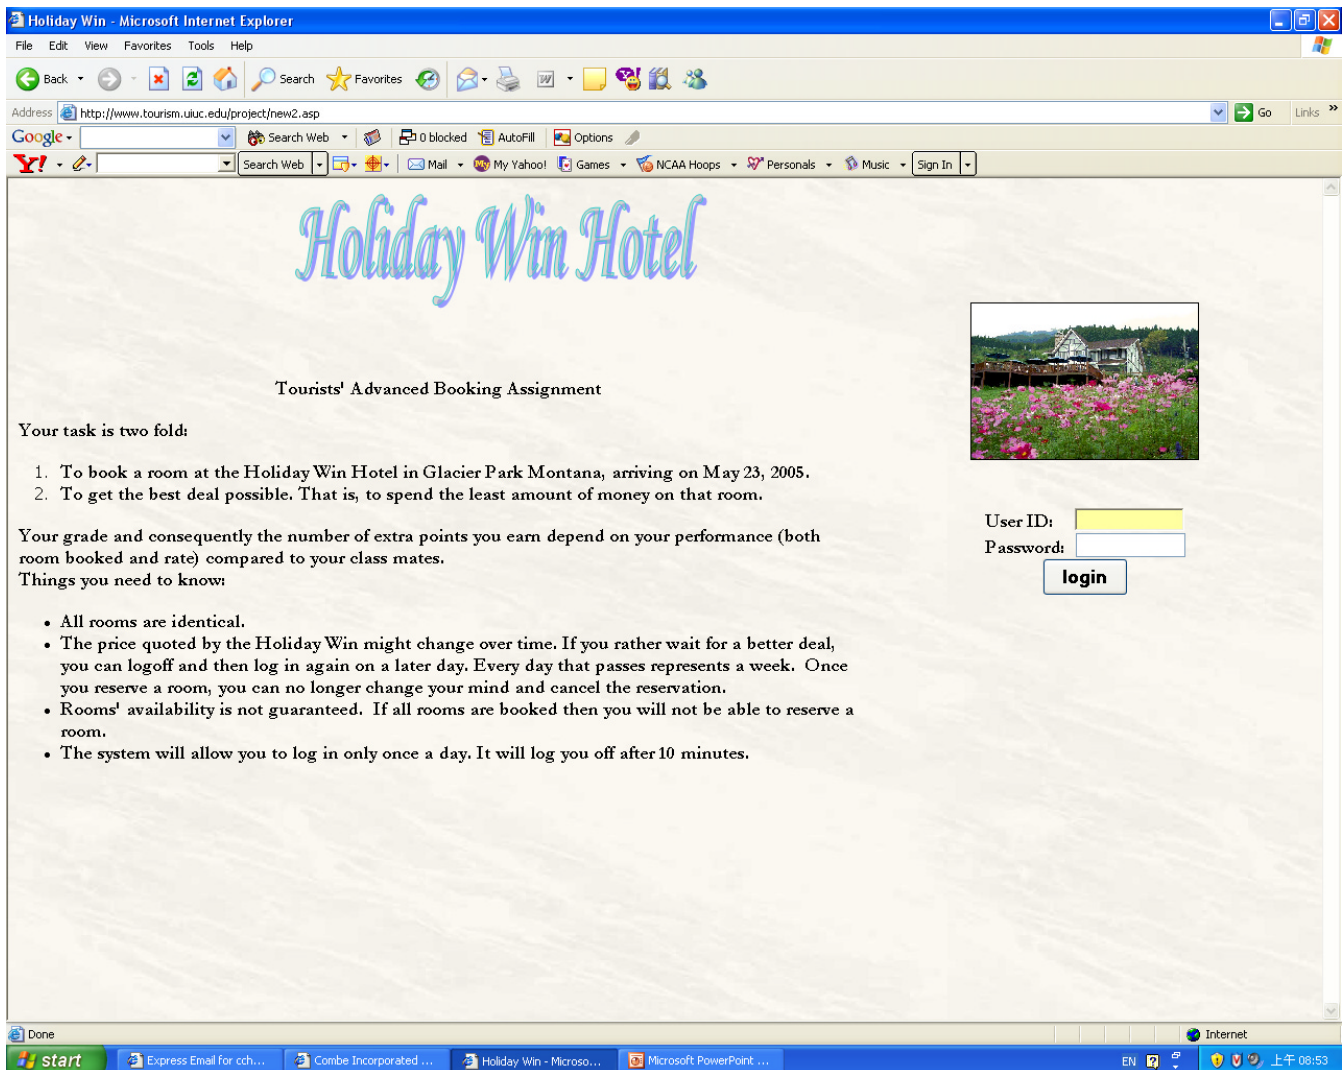 Holiday Win - Microsoft Internet Explorer
File Edit View Favorites Tools Help
Back Search Favorites
Address http://www.tourism.uiuc.edu/project/new2.asp Go Links »
Google Search Web 0 blocked AutoFill Options
Y! Search Web Mail My Yahoo! Games NCAA Hoops Personals Music Sign In
Holiday Win Hotel
Tourists' Advanced Booking Assignment
Your task is two fold:
1. To book a room at the Holiday Win Hotel in Glacier Park Montana, arriving on May 23, 2005.
2. To get the best deal possible. That is, to spend the least amount of money on that room.
Your grade and consequently the number of extra points you earn depend on your performance (both
room booked and rate) compared to your class mates.
Things you need to know:
• All rooms are identical.
• The price quoted by the Holiday Win might change over time. If you rather wait for a better deal,
you can logoff and then log in again on a later day. Every day that passes represents a week. Once
you reserve a room, you can no longer change your mind and cancel the reservation.
• Rooms' availability is not guaranteed. If all rooms are booked then you will not be able to reserve a
room.
• The system will allow you to log in only once a day. It will log you off after 10 minutes.
User ID:
Password:
login
Done Internet
start Express Email for cch... Combe Incorporated ... Holiday Win - Microso... Microsoft PowerPoint ... EN 上午 08:53